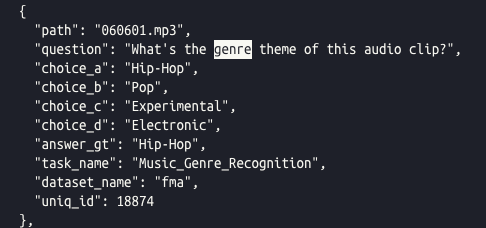 {
"path": "060601.mp3",
"question": "What's the genre theme of this audio clip?",
"choice_a": "Hip-Hop",
"choice_b": "Pop",
"choice_c": "Experimental",
"choice_d": "Electronic",
"answer_gt": "Hip-Hop",
"task_name": "Music_Genre_Recognition",
"dataset_name": "fma",
"uniq_id": 18874
},